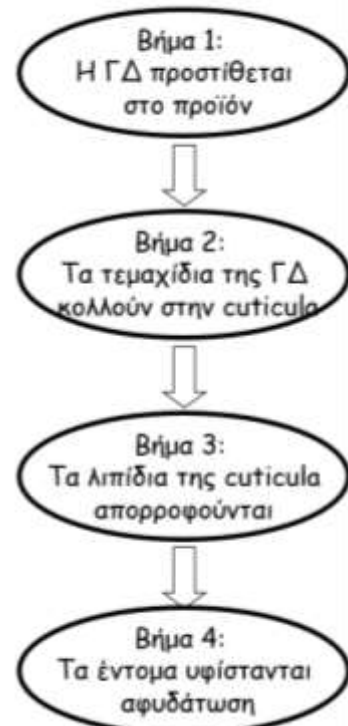 Βήμα 1:
Η ΓΔ προστίθεται
στο προϊόν
Βήμα 2:
Τα τεμαχίδια της ΓΔ
κολλούν στην cuticula
Βήμα 3:
Τα λιπίδια της cuticula
απορροφούνται
Βήμα 4:
Τα έντομα υφίστανται
αφυδάτωση